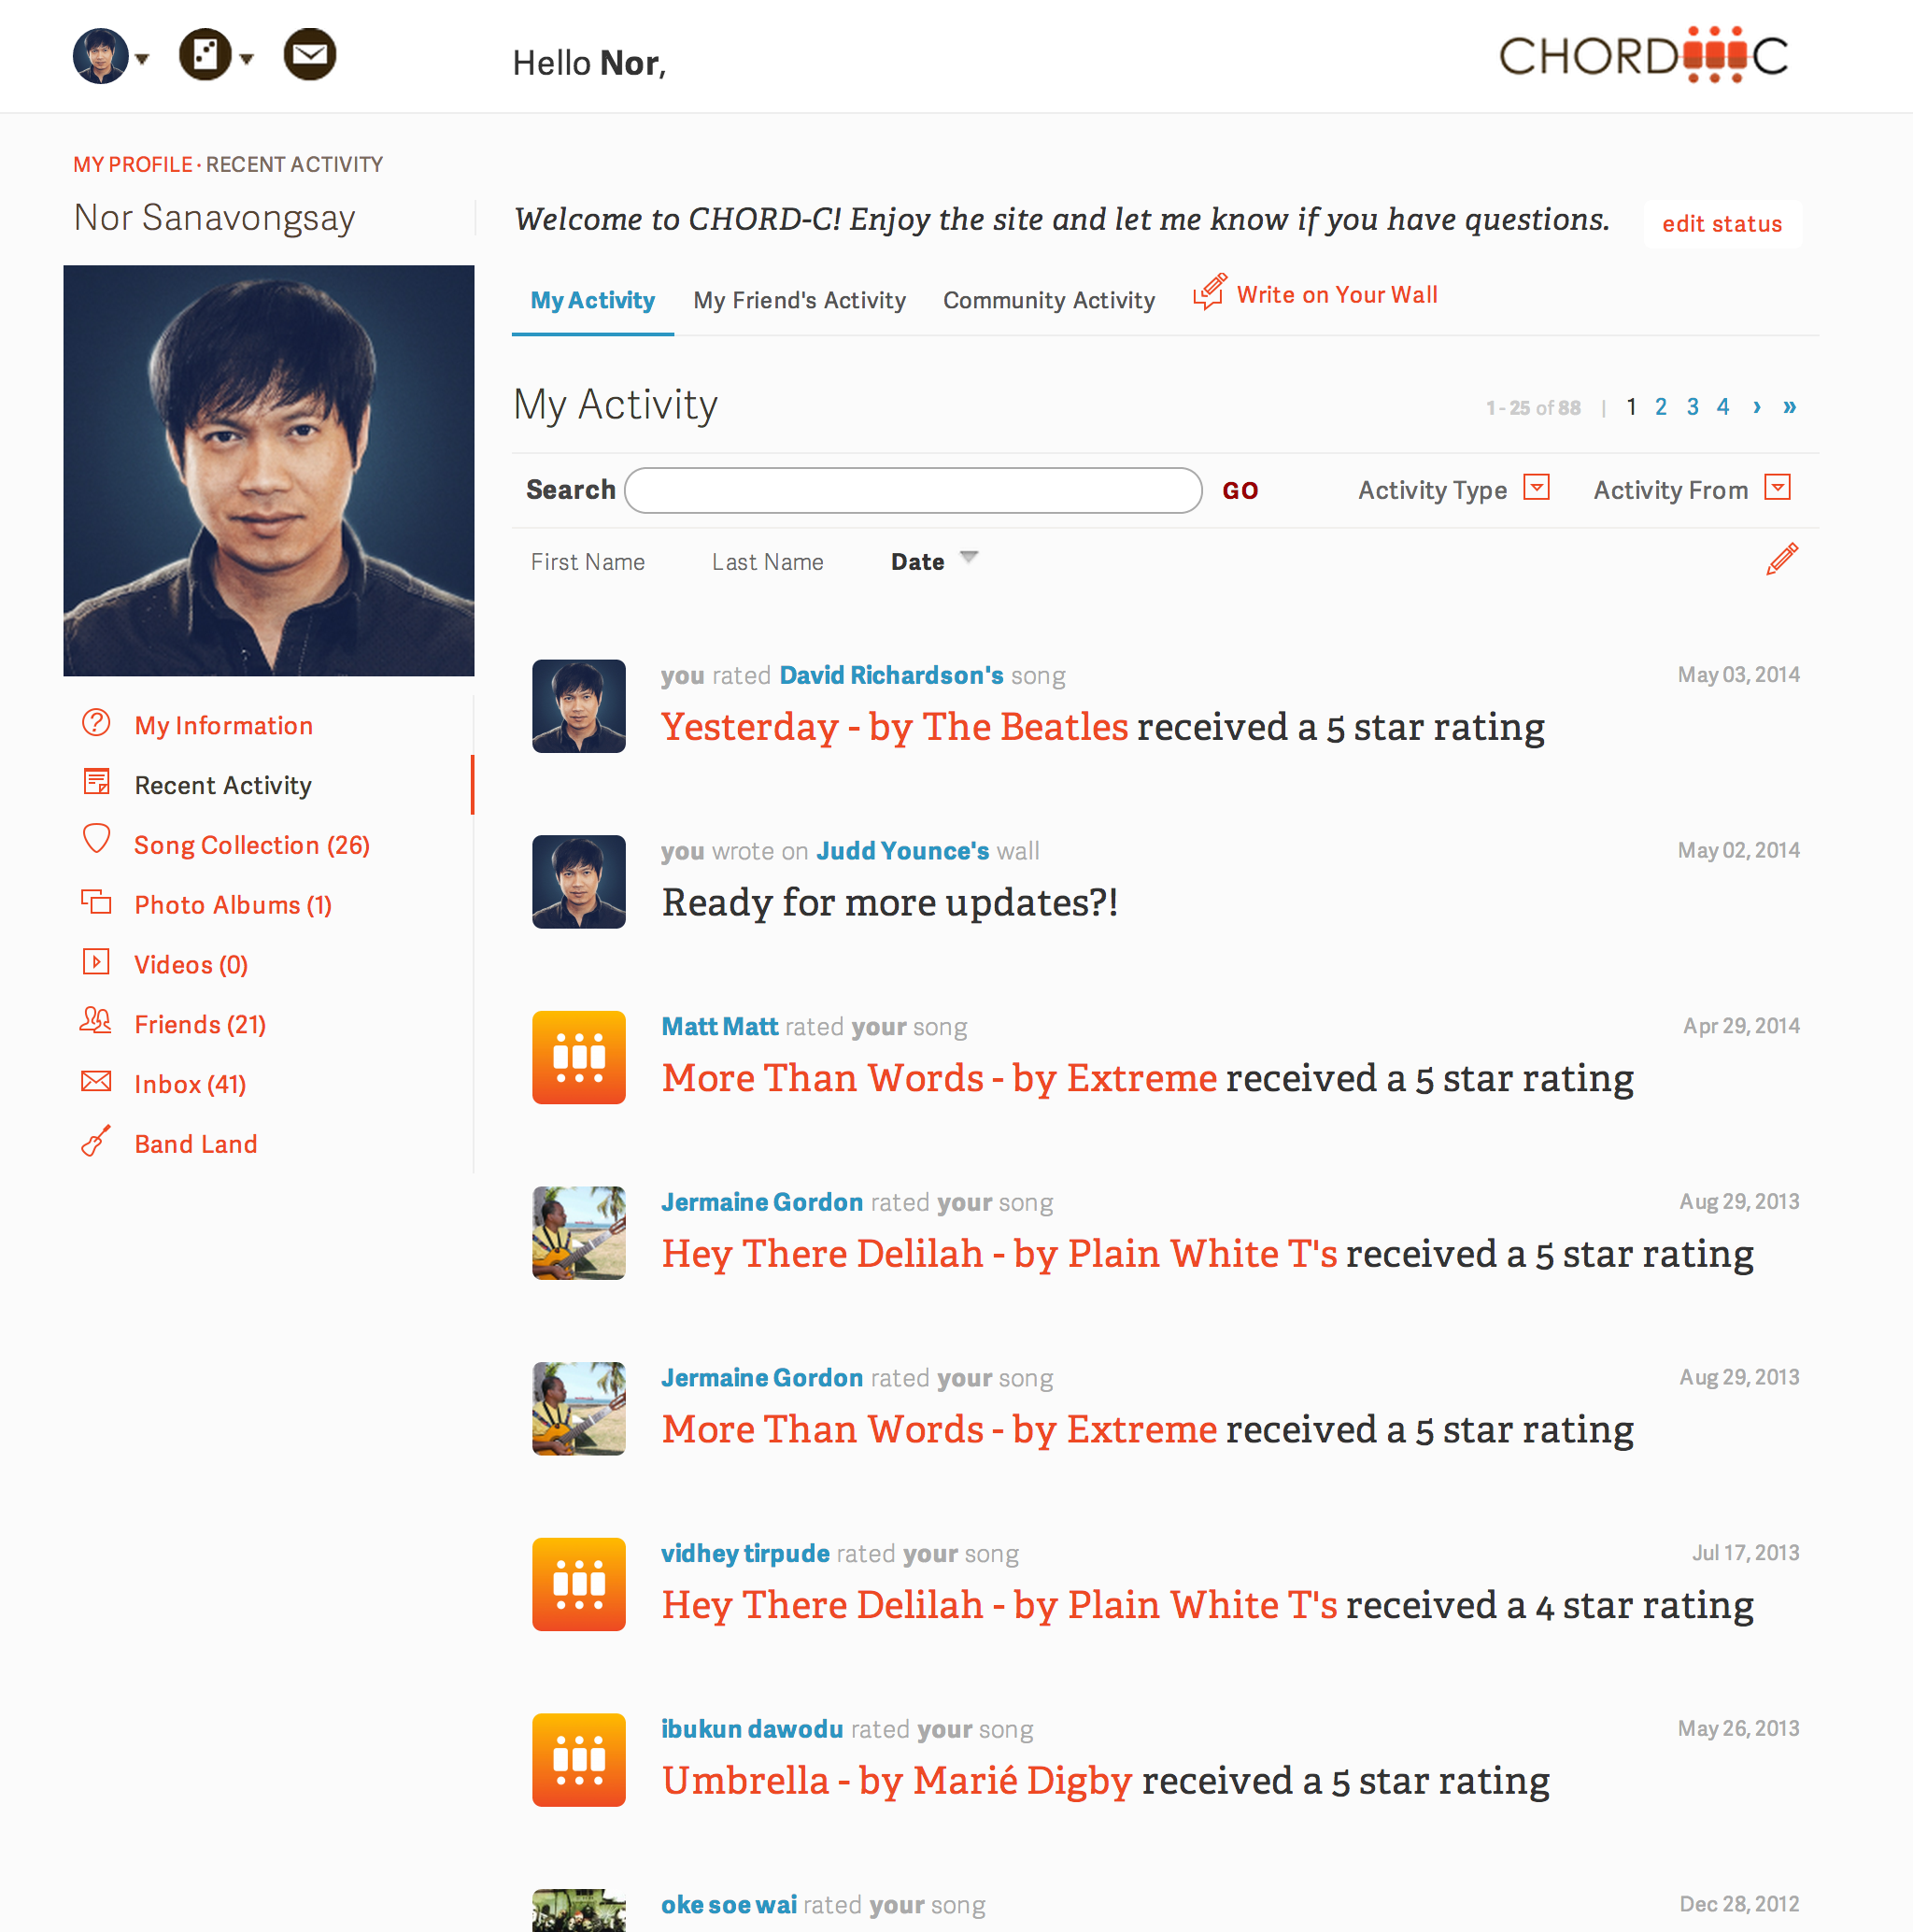 Hello Nor,
CHORD C
MY PROFILE · RECENT ACTIVITY
Nor Sanavongsay
Welcome to CHORD-C! Enjoy the site and let me know if you have questions.
edit status
My Activity My Friend's Activity Community Activity Write on Your Wall
My Activity
1 - 25 of 88 | 1 2 3 4 › »
Search GO Activity Type Activity From
First Name Last Name Date
My Information
Recent Activity
Song Collection (26)
Photo Albums (1)
Videos (0)
Friends (21)
Inbox (41)
Band Land
you rated David Richardson's song May 03, 2014
Yesterday - by The Beatles received a 5 star rating
you wrote on Judd Younce's wall May 02, 2014
Ready for more updates?!
Matt Matt rated your song Apr 29, 2014
More Than Words - by Extreme received a 5 star rating
Jermaine Gordon rated your song Aug 29, 2013
Hey There Delilah - by Plain White T's received a 5 star rating
Jermaine Gordon rated your song Aug 29, 2013
More Than Words - by Extreme received a 5 star rating
vidhey tirpude rated your song Jul 17, 2013
Hey There Delilah - by Plain White T's received a 4 star rating
ibukun dawodu rated your song May 26, 2013
Umbrella - by Marié Digby received a 5 star rating
oke soe wai rated your song Dec 28, 2012